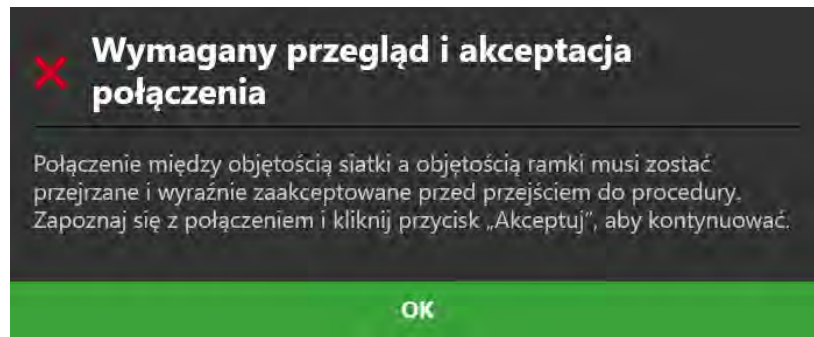 Wymagany przegląd i akceptacja
połączenia
Połączenie między objętością siatki a objętością ramki musi zostać
przejrzane i wyraźnie zaakceptowane przed przejściem do procedury.
Zapoznaj się z połączeniem i kliknij przycisk „Akceptuj”, aby kontynuować.
OK